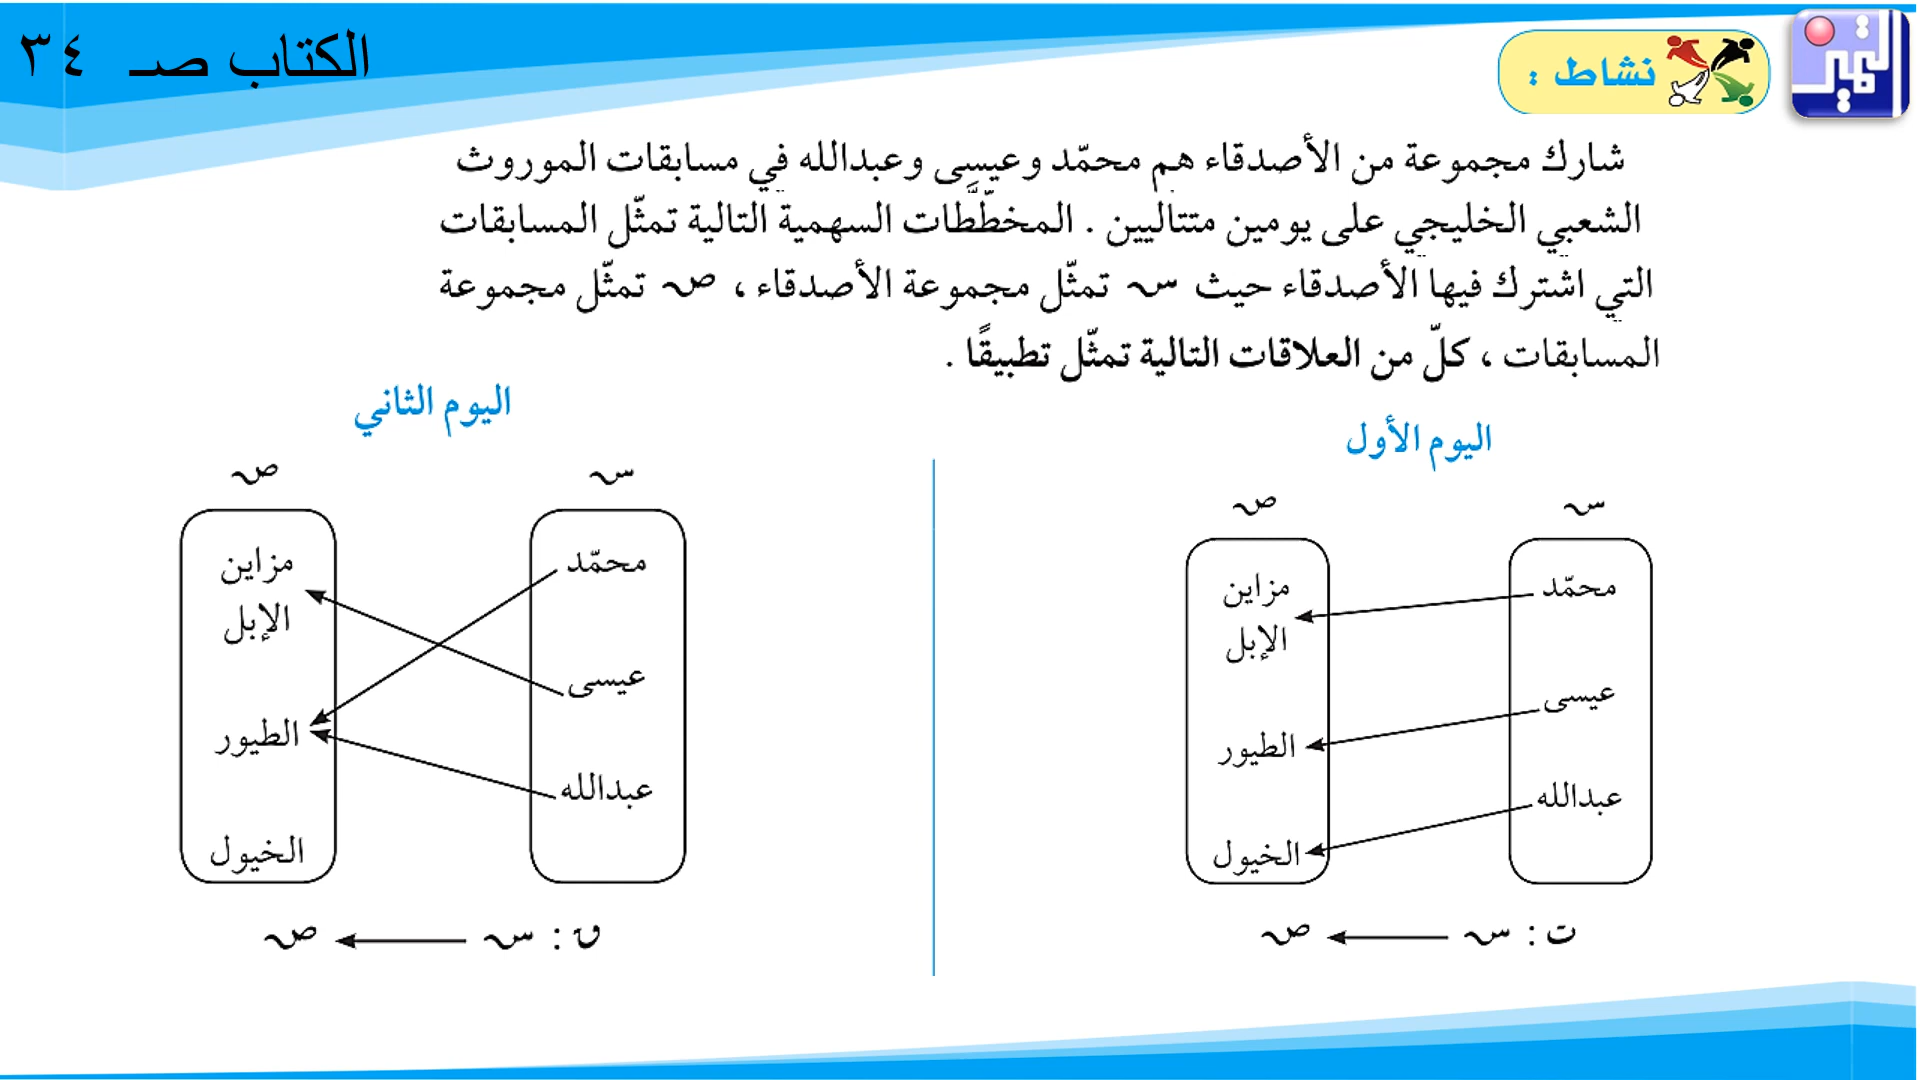 الكتاب صـ ٣٤
نشاط :
التميز
شارك مجموعة من الأصدقاء هم محمّد وعيسى وعبدالله في مسابقات الموروث
الشعبي الخليجي على يومين متتاليين . المخطّطات السهمية التالية تمثّل المسابقات
التي اشترك فيها الأصدقاء حيث س تمثّل مجموعة الأصدقاء ، ص تمثّل مجموعة
المسابقات ، كلّ من العلاقات التالية تمثّل تطبيقًا .
اليوم الأول
س
ص
محمّد
عيسى
عبدالله
مزاين
الإبل
الطيور
الخيول
ت : س ← ص
اليوم الثاني
س
ص
محمّد
عيسى
عبدالله
مزاين
الإبل
الطيور
الخيول
ق : س ← ص